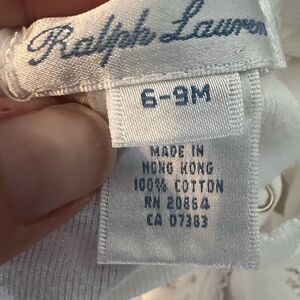 Ralph Lauren
6-9M
MADE IN
HONG KONG
100% COTTON
RN 20864
CA 07383